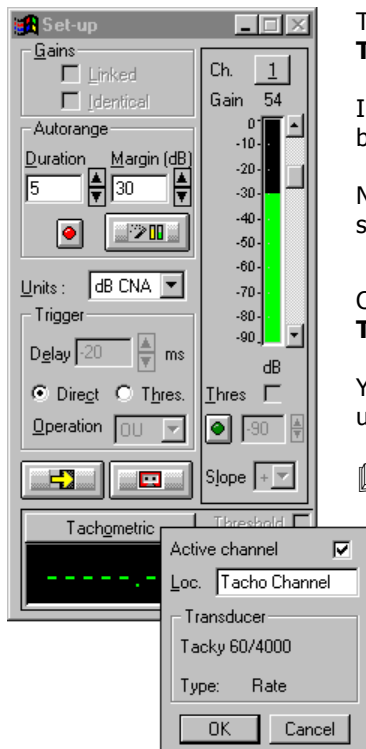 Set-up
Gains
Linked
Identical
Autorange
Duration Margin (dB)
5 30
Units : dB CNA
Trigger
Delay -20 ms
Direct Thres.
Operation OU
Ch. 1
Gain 54
0
-10
-20
-30
-40
-50
-60
-70
-80
-90
dB
Thres
-90
Slope +
Tachometric Threshold
-----.-
Active channel
Loc. Tacho Channel
Transducer
Tacky 60/4000
Type: Rate
OK Cancel
T
T
I
b
N
s
C
T
Y
u